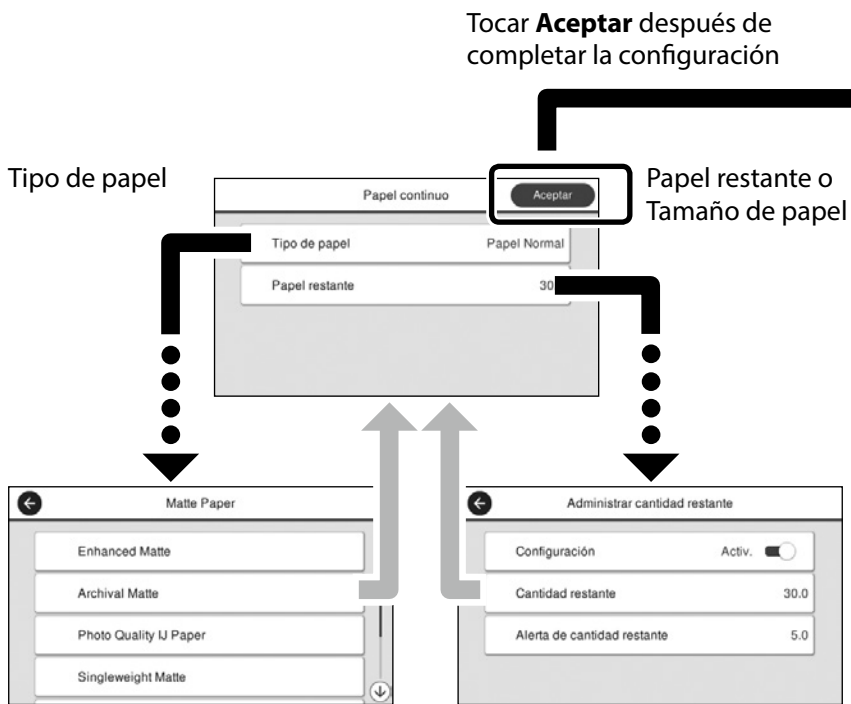 Tocar Aceptar después de
completar la configuración
Tipo de papel
Papel continuo
Aceptar
Papel restante o
Tamaño de papel
Tipo de papel
Papel Normal
Papel restante
30
Matte Paper
Enhanced Matte
Archival Matte
Photo Quality IJ Paper
Singleweight Matte
Administrar cantidad restante
Configuración
Activ.
Cantidad restante
30.0
Alerta de cantidad restante
5.0